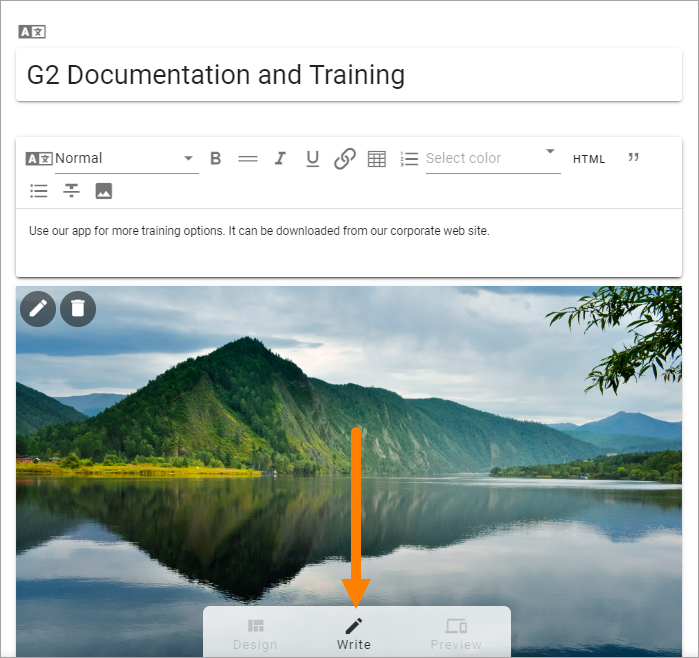 G2 Documentation and Training
Normal B I U Select color HTML ”
Use our app for more training options. It can be downloaded from our corporate web site.
Design Write Preview